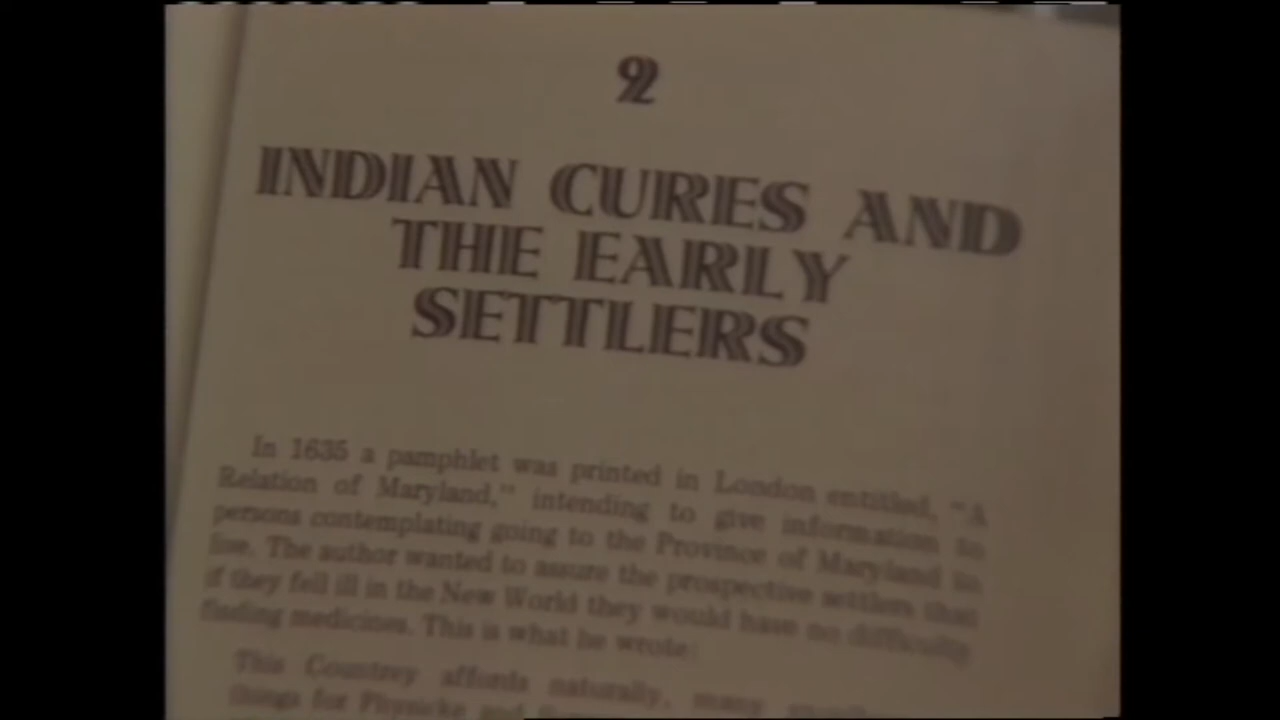 2
INDIAN CURES AND
THE EARLY
SETTLERS
In 1635 a pamphlet was printed in London entitled, "A
Relation of Maryland," intending to give information to
persons contemplating going to the Province of Maryland to
live. The author wanted to assure the prospective settlers that
if they fell ill in the New World they would have no difficulty
finding medicines. This is what he wrote:
This Countrey affords naturally, many
things for Physicke and